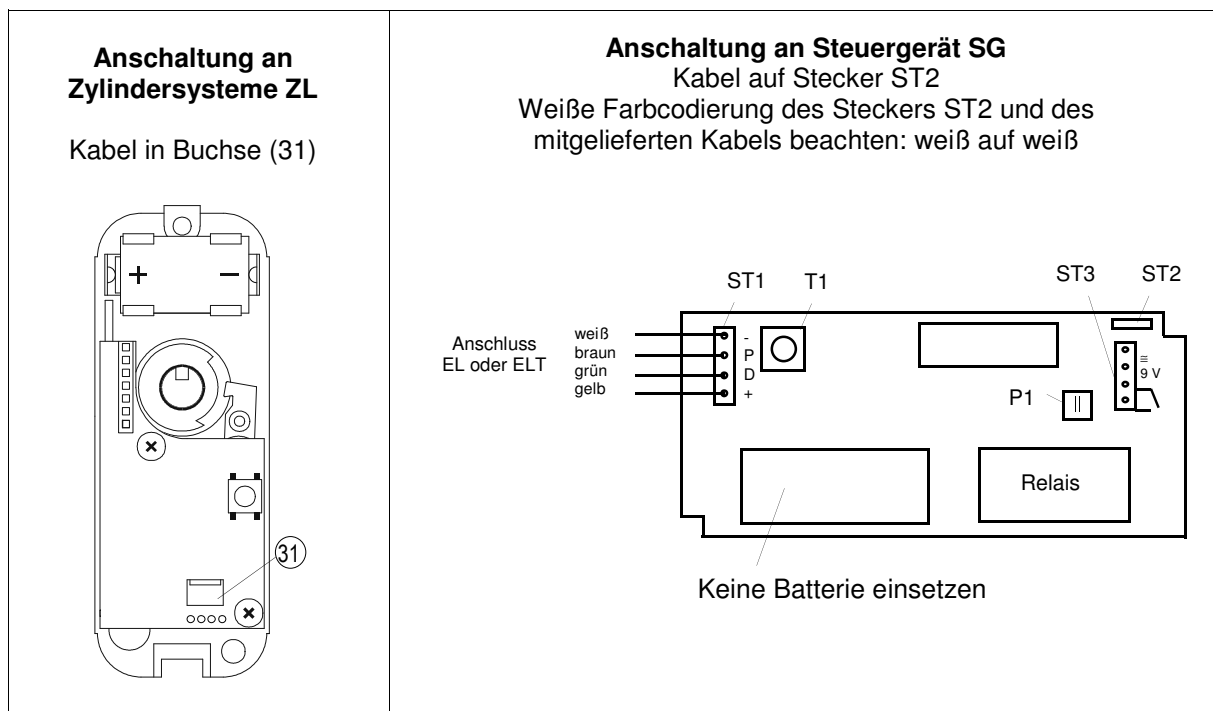 Anschaltung an
Zylindersysteme ZL
Kabel in Buchse (31)
+ −
31
Anschaltung an Steuergerät SG
Kabel auf Stecker ST2
Weiße Farbcodierung des Steckers ST2 und des
mitgelieferten Kabels beachten: weiß auf weiß
ST1 T1 ST3 ST2
Anschluss
EL oder ELT
weiß -
braun P
grün D
gelb +
≅
9 V
P1
Relais
Keine Batterie einsetzen